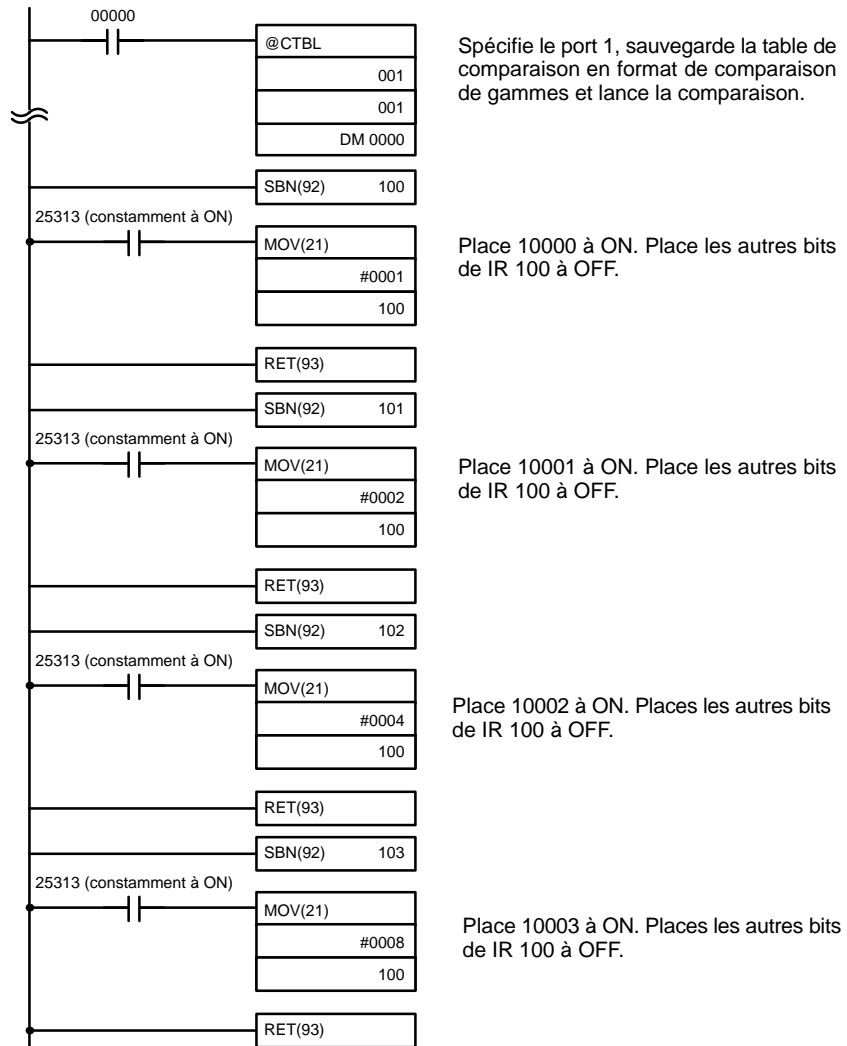 00000
@CTBL
001
001
DM 0000
Spécifie le port 1, sauvegarde la table de
comparaison en format de comparaison
de gammes et lance la comparaison.
SBN(92) 100
25313 (constamment à ON)
MOV(21)
#0001
100
Place 10000 à ON. Place les autres bits
de IR 100 à OFF.
RET(93)
SBN(92) 101
25313 (constamment à ON)
MOV(21)
#0002
100
Place 10001 à ON. Place les autres bits
de IR 100 à OFF.
RET(93)
SBN(92) 102
25313 (constamment à ON)
MOV(21)
#0004
100
Place 10002 à ON. Places les autres bits
de IR 100 à OFF.
RET(93)
SBN(92) 103
25313 (constamment à ON)
MOV(21)
#0008
100
Place 10003 à ON. Places les autres bits
de IR 100 à OFF.
RET(93)